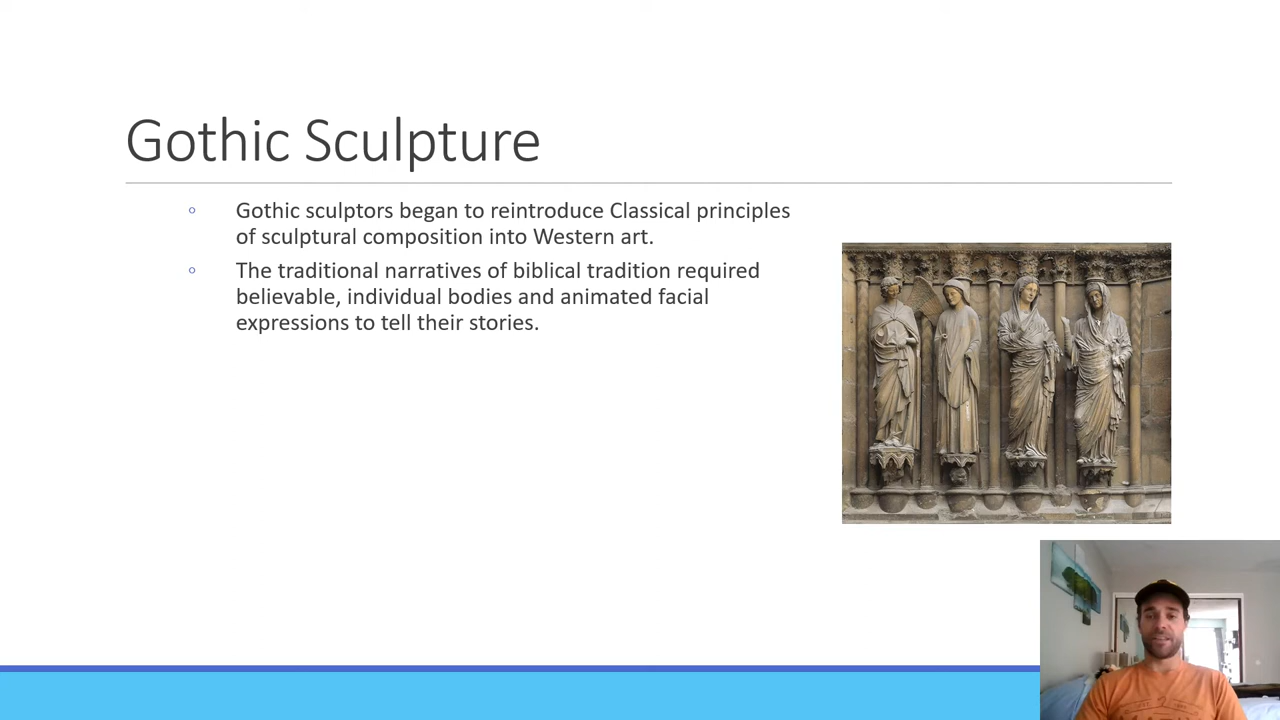 Gothic Sculpture
Gothic sculptors began to reintroduce Classical principles
of sculptural composition into Western art.
The traditional narratives of biblical tradition required
believable, individual bodies and animated facial
expressions to tell their stories.